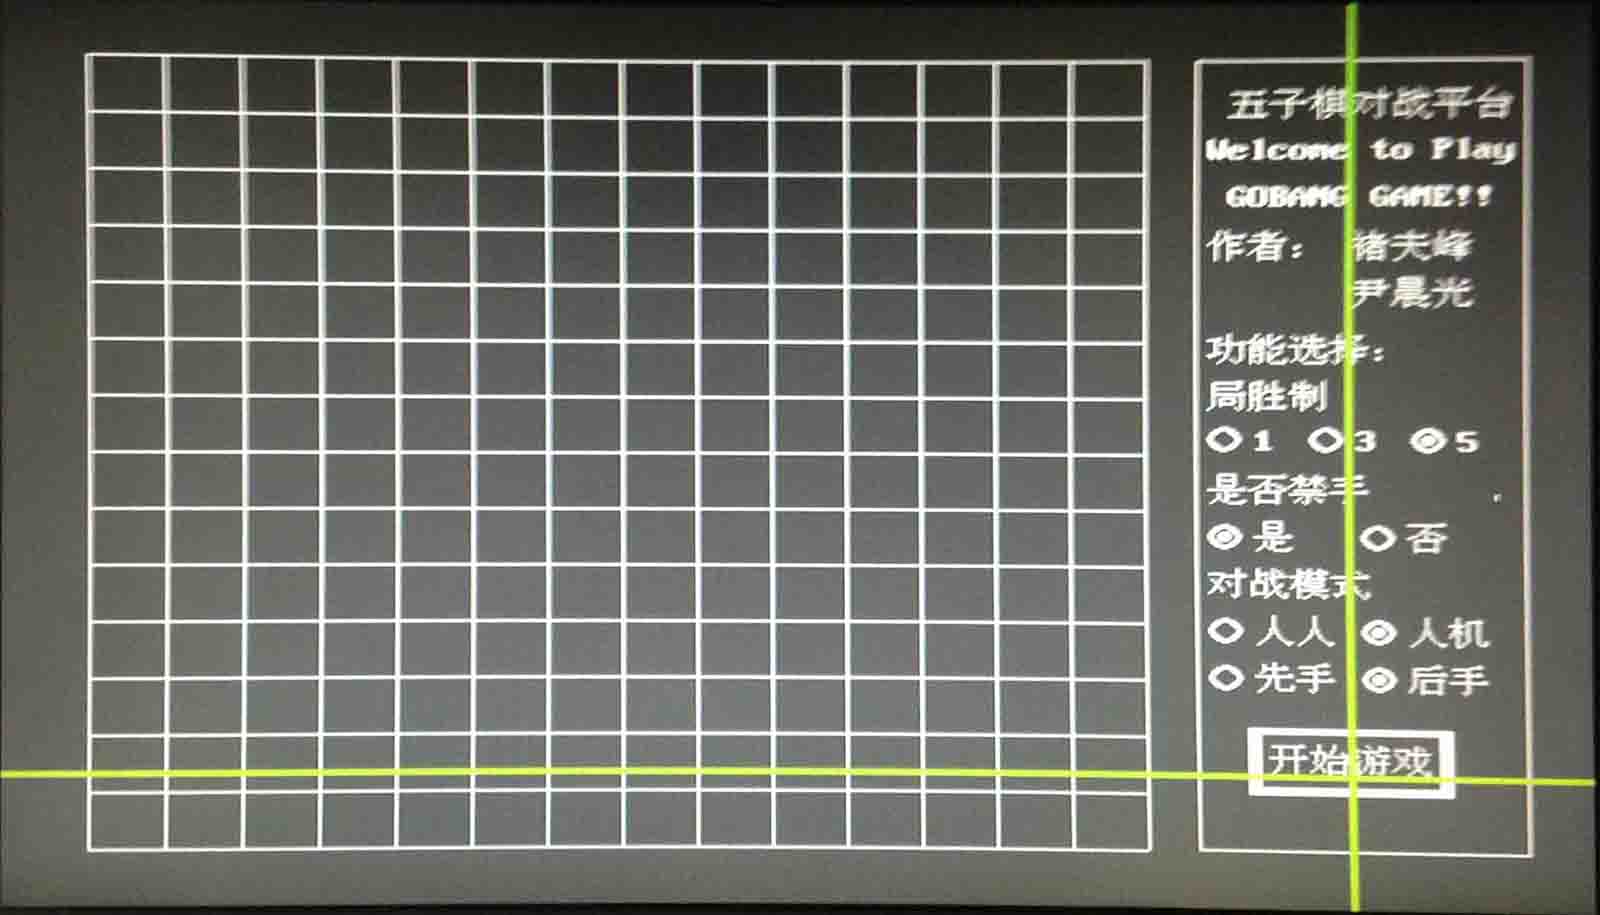 五子棋对战平台
Welcome to Play
GOBANG GAME!!
作者： 诸夫峰
尹晨光
功能选择：
局胜制
1 3 5
是否禁手
是 否
对战模式
人人 人机
先手 后手
开始游戏